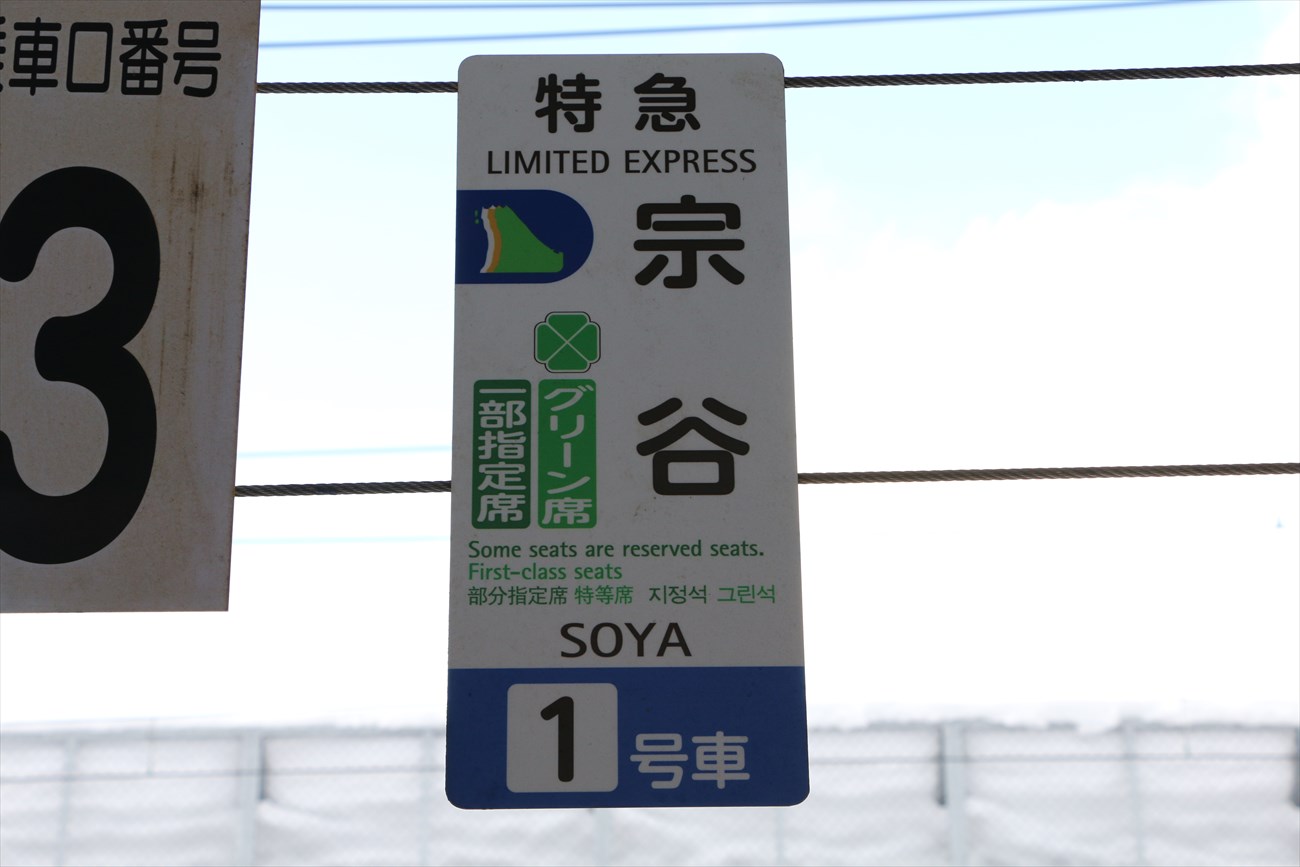 車口番号
3
特急
LIMITED EXPRESS
宗谷
グリーン席
一部指定席
Some seats are reserved seats.
First-class seats
部分指定席 特等席 지정석 그린석
SOYA
1号車